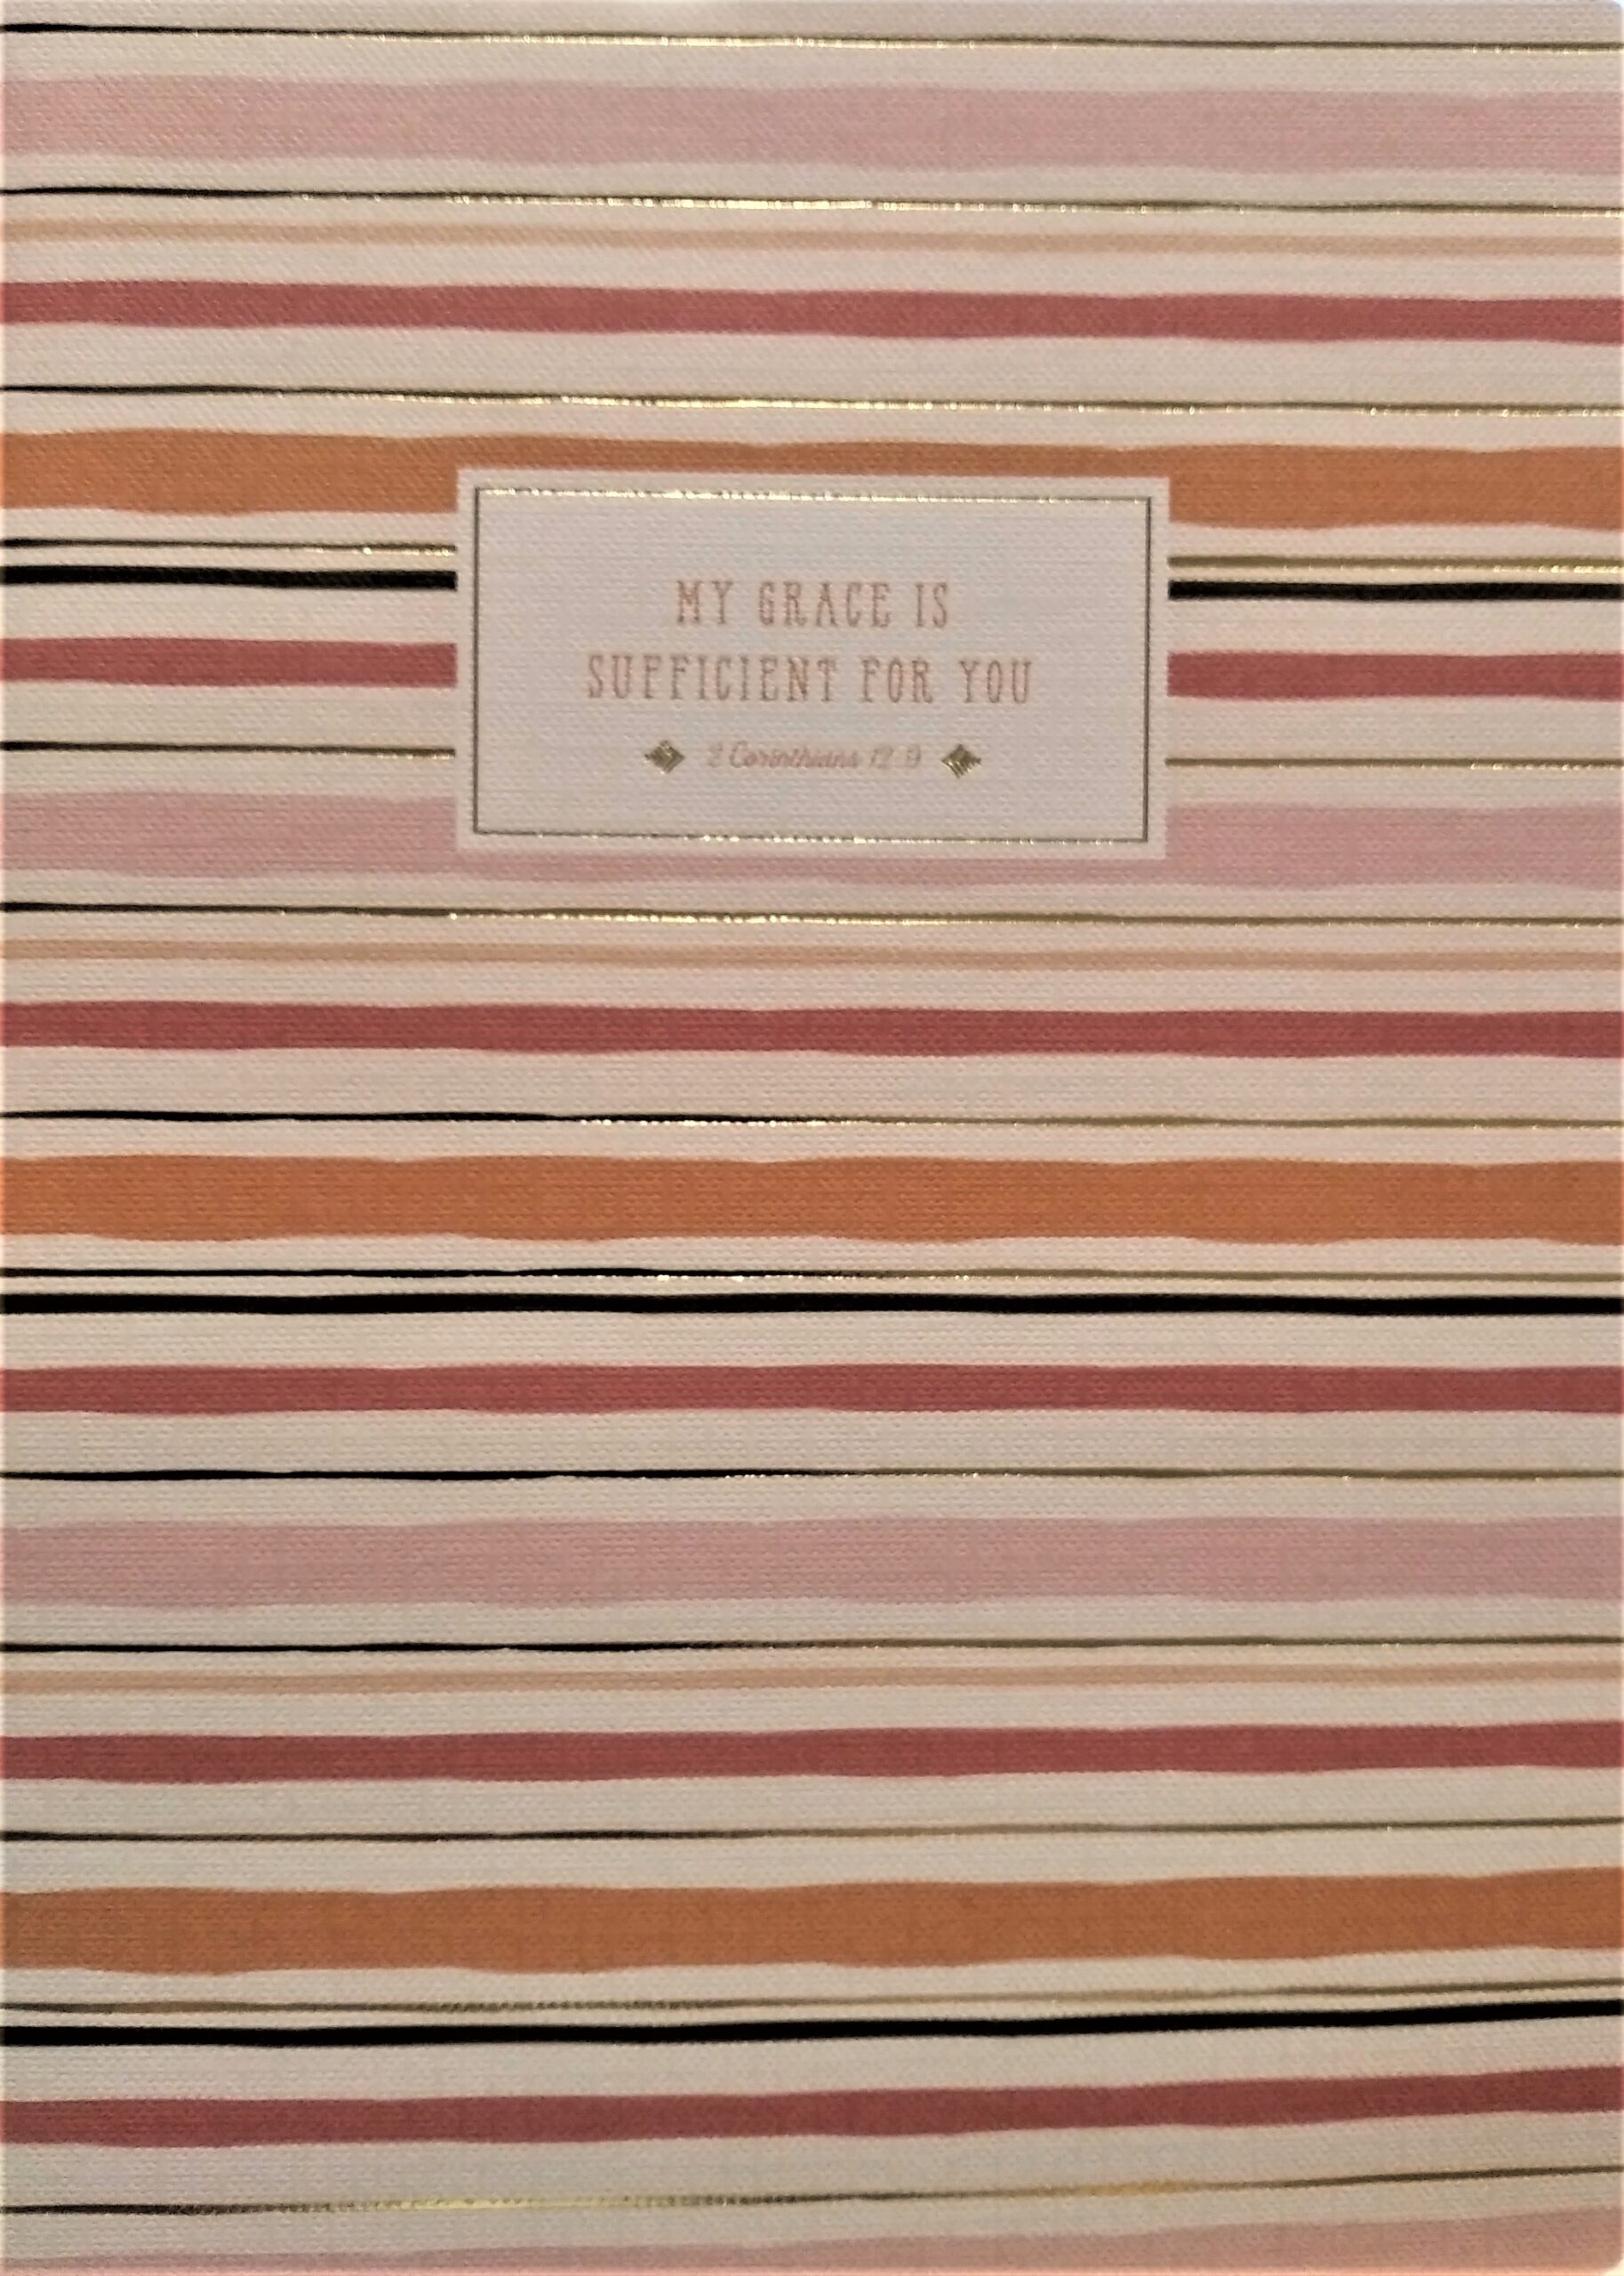 MY GRACE IS
SUFFICIENT FOR YOU
2 Corinthians 12:9